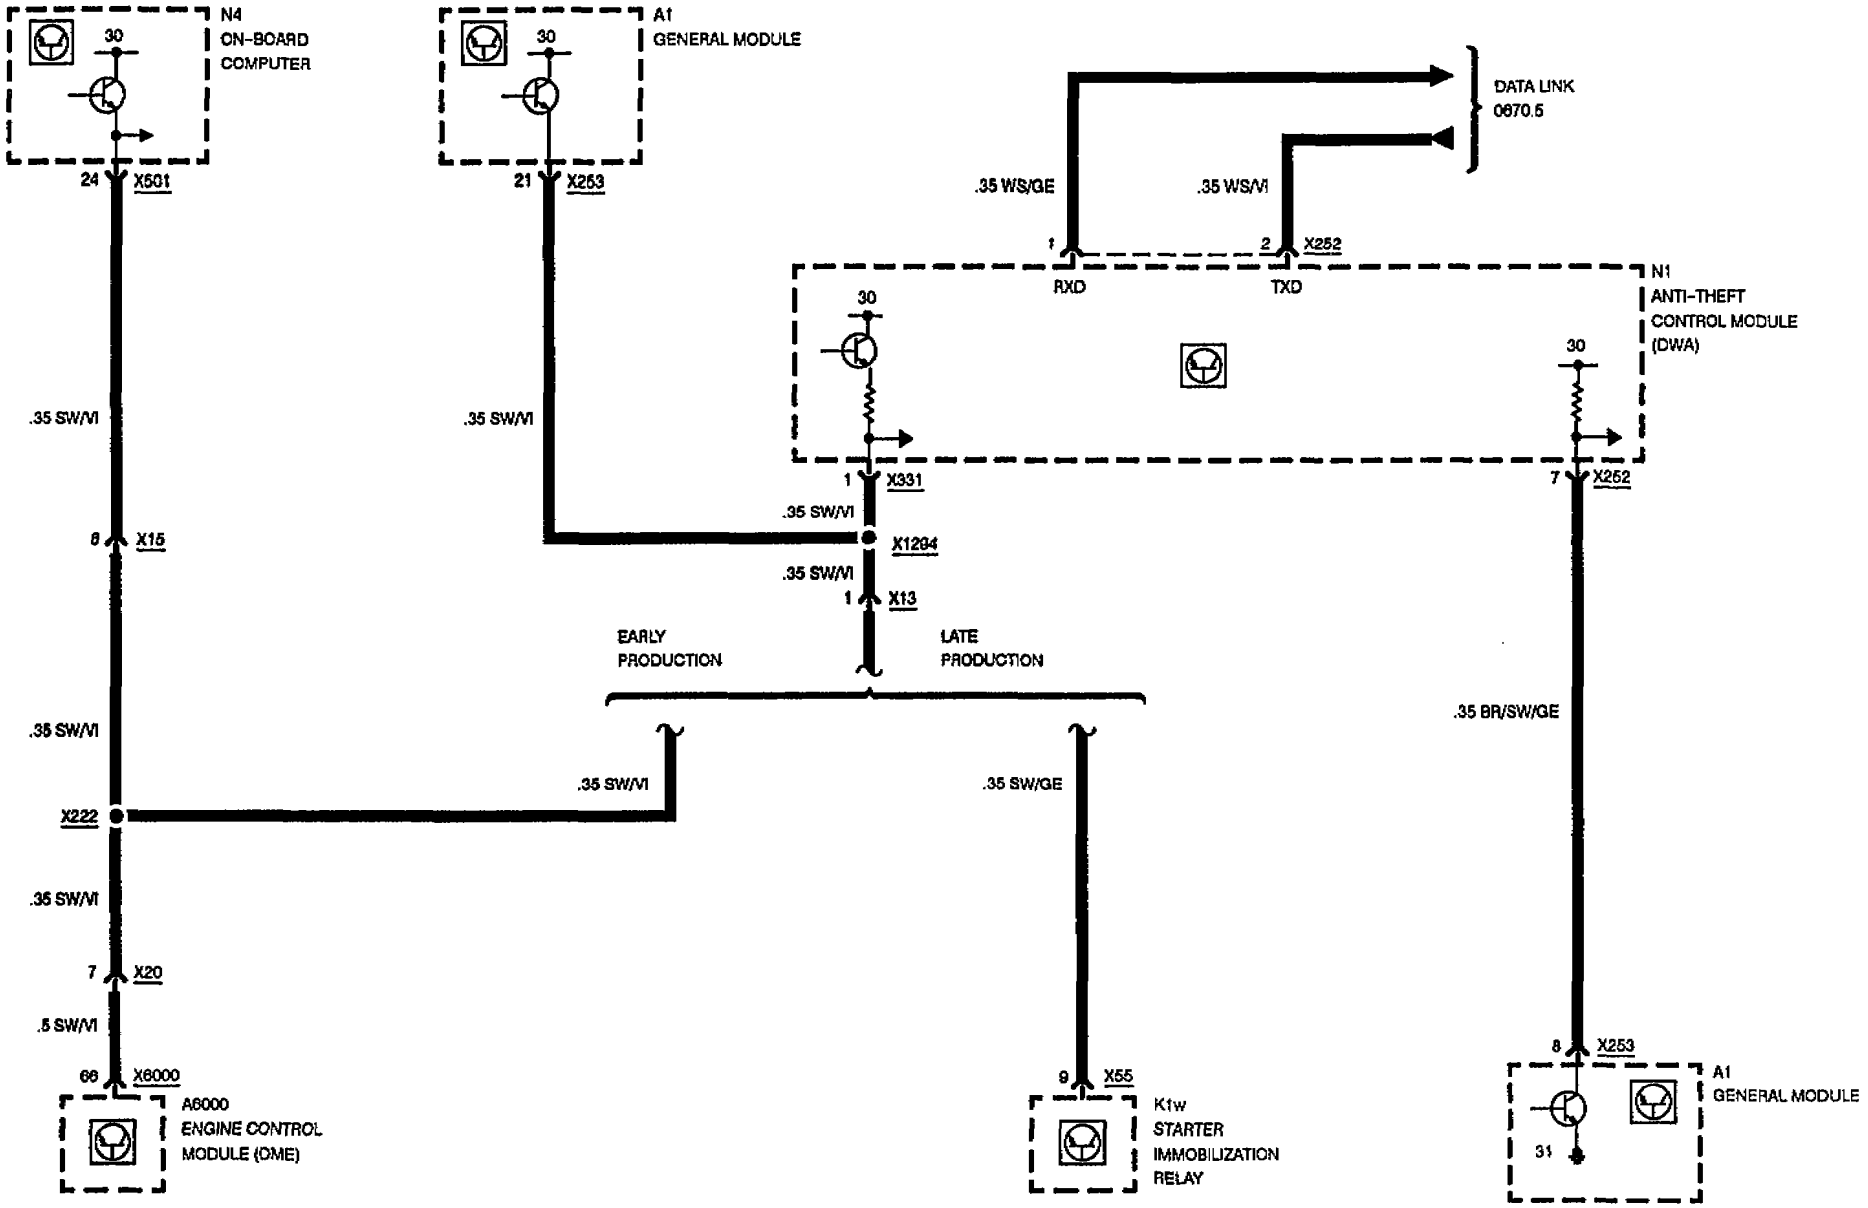 N4
ON-BOARD
COMPUTER
30
A1
GENERAL MODULE
30
DATA LINK
0670.5
24 X501
21 X253
.35 WS/GE
.35 WS/VI
1
2 X252
RXD
TXD
N1
ANTI-THEFT
CONTROL MODULE
(DWA)
30
30
.35 SW/VI
.35 SW/VI
1 X331
7 X252
.35 SW/VI
8 X15
X1294
.35 SW/VI
1 X13
EARLY
PRODUCTION
LATE
PRODUCTION
.35 BR/SW/GE
.35 SW/VI
.35 SW/VI
.35 SW/GE
X222
.35 SW/VI
7 X20
.5 SW/VI
8 X253
66 X6000
9 X55
A6000
ENGINE CONTROL
MODULE (DME)
K1w
STARTER
IMMOBILIZATION
RELAY
A1
GENERAL MODULE
31